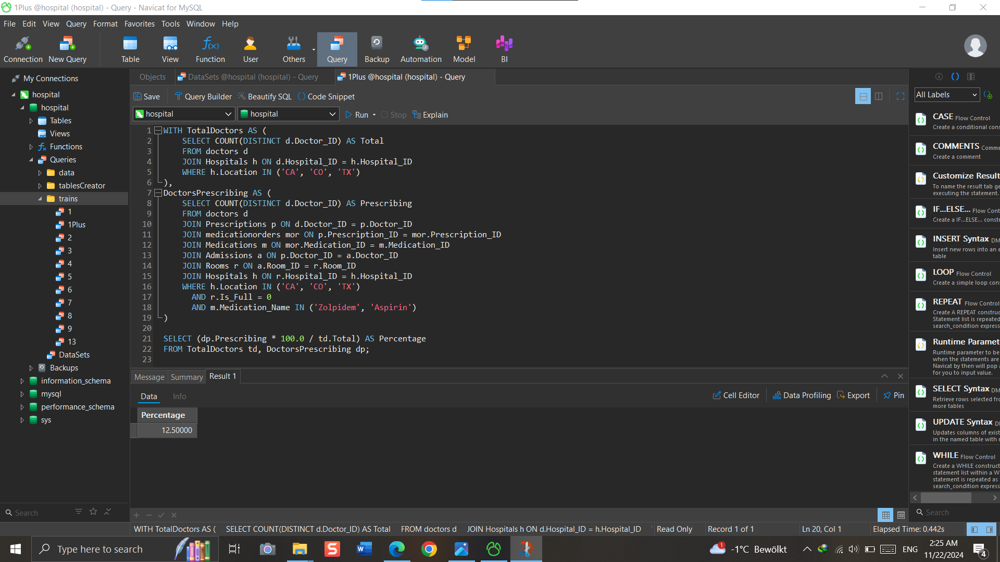 1Plus @hospital (hospital) - Query - Navicat for MySQL
File Edit View Query Format Favorites Tools Window Help
Connection New Query Table View Function User Others Query Backup Automation Model BI
My Connections
hospital
hospital
Tables
Views
Functions
Queries
data
tablesCreator
trains
1
1Plus
2
3
4
5
6
7
8
9
13
DataSets
Backups
information_schema
mysql
performance_schema
sys
Search
Objects DataSets @hospital (hospital) - Query 1Plus @hospital (hospital) - Query
Save Query Builder Beautify SQL Code Snippet
hospital hospital Run Stop Explain
1 WITH TotalDoctors AS (
2 SELECT COUNT(DISTINCT d.Doctor_ID) AS Total
3 FROM doctors d
4 JOIN Hospitals h ON d.Hospital_ID = h.Hospital_ID
5 WHERE h.Location IN ('CA', 'CO', 'TX')
6 ),
7 DoctorsPrescribing AS (
8 SELECT COUNT(DISTINCT d.Doctor_ID) AS Prescribing
9 FROM doctors d
10 JOIN Prescriptions p ON d.Doctor_ID = p.Doctor_ID
11 JOIN medicationorders mor ON p.Prescription_ID = mor.Prescription_ID
12 JOIN Medications m ON mor.Medication_ID = m.Medication_ID
13 JOIN Admissions a ON p.Doctor_ID = a.Doctor_ID
14 JOIN Rooms r ON a.Room_ID = r.Room_ID
15 JOIN Hospitals h ON r.Hospital_ID = h.Hospital_ID
16 WHERE h.Location IN ('CA', 'CO', 'TX')
17 AND r.Is_Full = 0
18 AND m.Medication_Name IN ('Zolpidem', 'Aspirin')
19 )
20
21 SELECT (dp.Prescribing * 100.0 / td.Total) AS Percentage
22 FROM TotalDoctors td, DoctorsPrescribing dp;
23
Message Summary Result 1
Data Info Cell Editor Data Profiling Export Pin
Percentage
12.50000
WITH TotalDoctors AS ( SELECT COUNT(DISTINCT d.Doctor_ID) AS Total FROM doctors d JOIN Hospitals h ON d.Hospital_ID = h.Hospital_ID Read Only Record 1 of 1 Ln 20, Col 1 Elapsed Time: 0.442s
All Labels
CASE Flow Control
Create a conditional cons
COMMENTS Comme
Create a comment
Customize Result
To name the result tab ge
executing the statement.
IF...ELSE... Flow Cont
Create a IF...ELSE... constr
INSERT Syntax DM
Insert new rows into an e
table
LOOP Flow Control
Create a simple loop cons
REPEAT Flow Control
Create A REPEAT construc
Statement list is repeated
search_condition express
Runtime Paramet
Runtime parameter to be
when the statements are
Navicat by then will pop a
for you to input value.
SELECT Syntax DM
Retrieve rows selected fro
more tables
UPDATE Syntax D
Updates columns of exist
in the named table with n
WHILE Flow Control
Create a WHILE construct
statement list within a W
statement is repeated as
search_condition express
Search
Type here to search
1 -1°C Bewölkt ENG 2:25 AM
11/22/2024
4